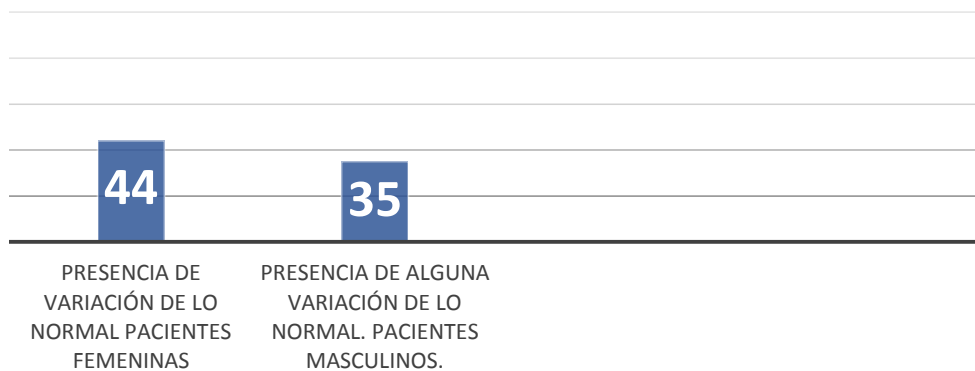 44
35
PRESENCIA DE
VARIACIÓN DE LO
NORMAL PACIENTES
FEMENINAS
PRESENCIA DE ALGUNA
VARIACIÓN DE LO
NORMAL. PACIENTES
MASCULINOS.